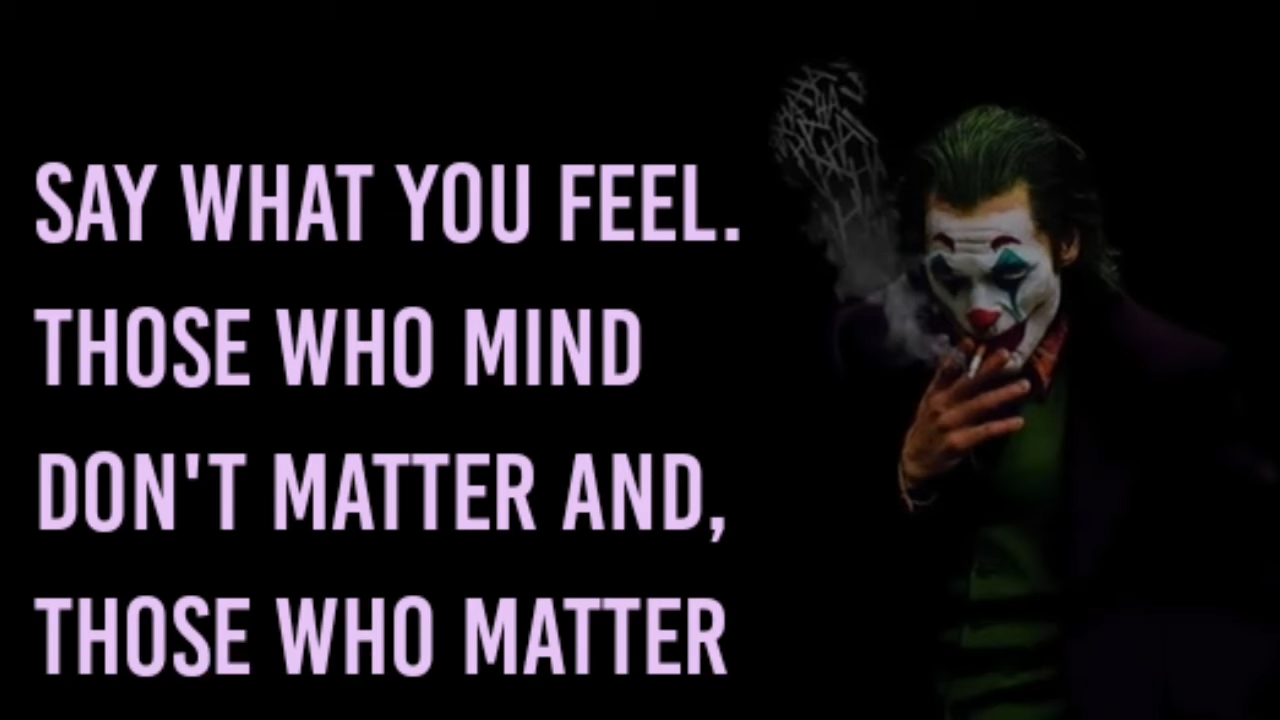 SAY WHAT YOU FEEL.
THOSE WHO MIND
DON'T MATTER AND,
THOSE WHO MATTER